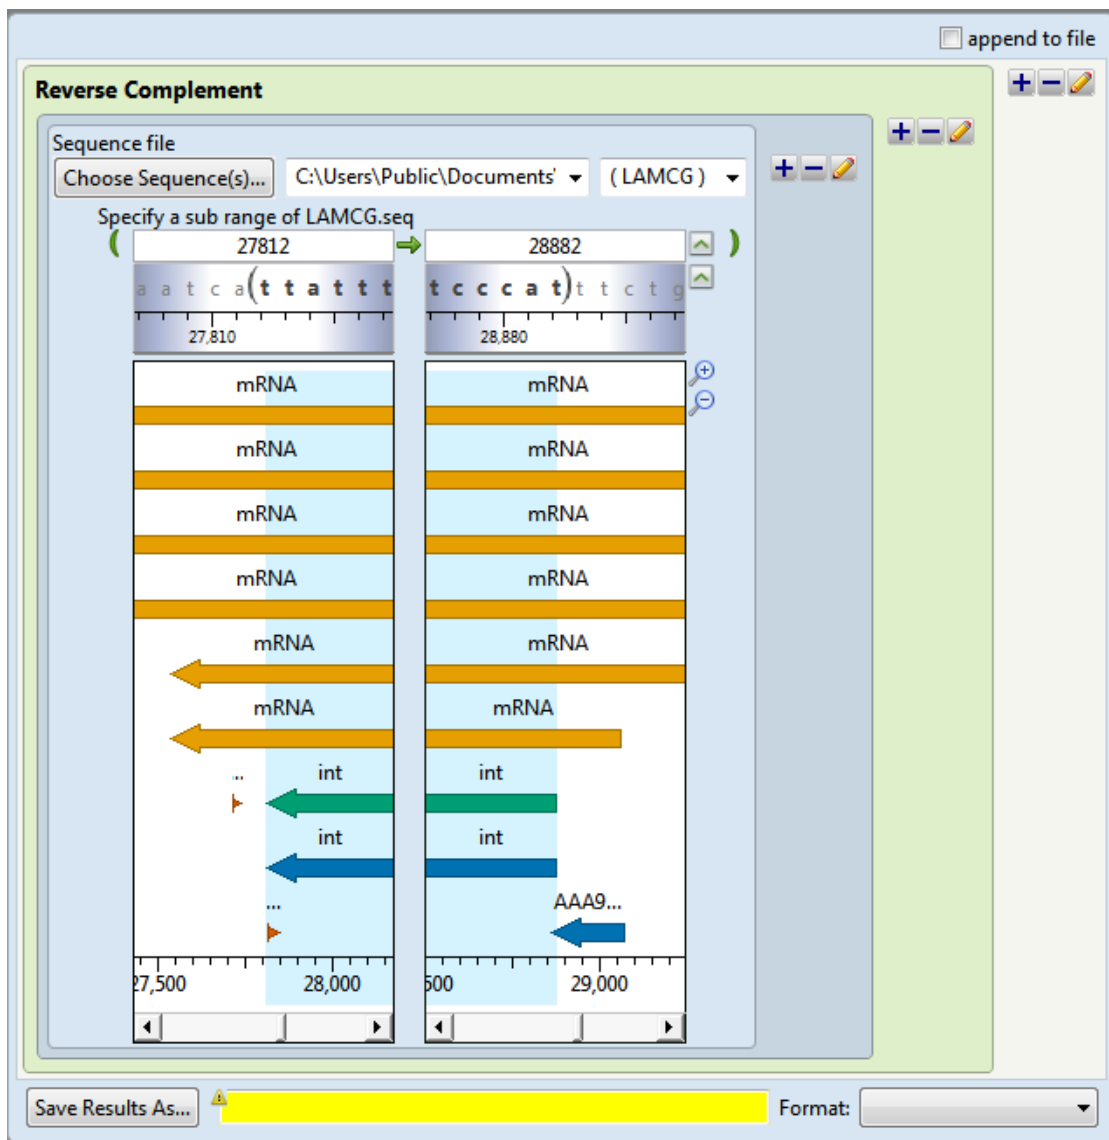 append to file
Reverse Complement
Sequence file
Choose Sequence(s)... C:\Users\Public\Documents' ( LAMCG )
Specify a sub range of LAMCG.seq
( 27812 28882 )
a a t c a ( t t a t t t t c c c a t ) t t c t g
27,810 28,880
mRNA mRNA
mRNA mRNA
mRNA mRNA
mRNA mRNA
mRNA mRNA
mRNA mRNA
... int int
int int
... AAA9...
27,500 28,000 500 29,000
Save Results As... Format: